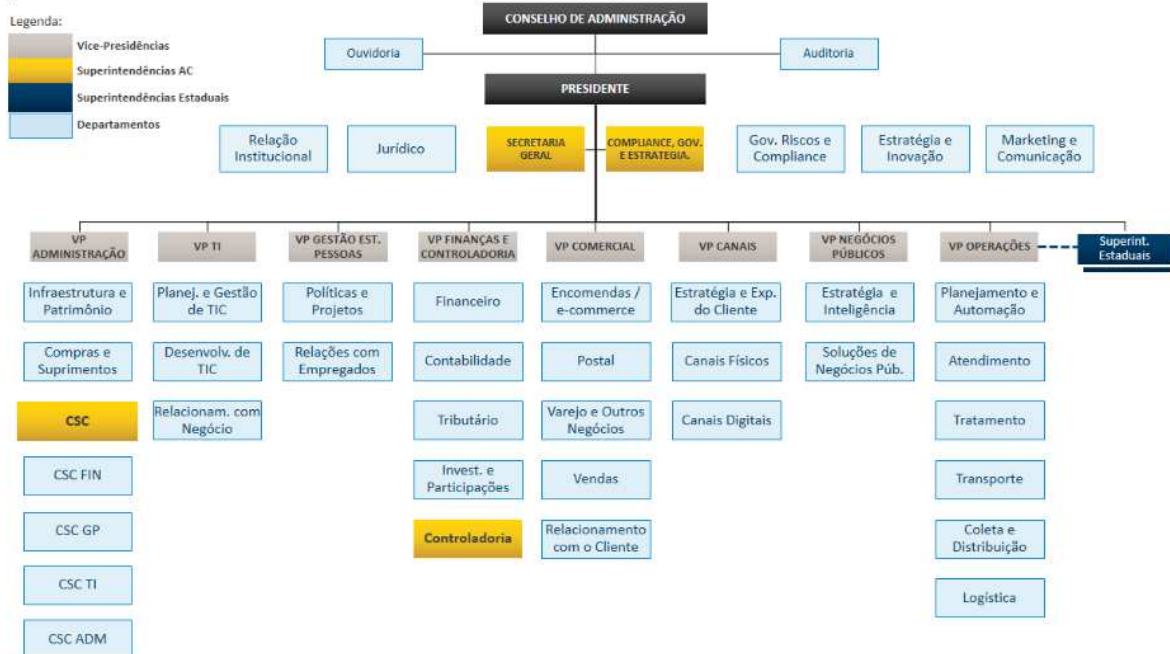 Legenda:
Vice-Presidências
Superintendências AC
Superintendências Estaduais
Departamentos
CONSELHO DE ADMINISTRAÇÃO
Ouvidoria
Auditoria
PRESIDENTE
Relação
Institucional
Jurídico
SECRETARIA
GERAL
COMPLIANCE, GOV.
E ESTRATEGIA.
Gov. Riscos e
Compliance
Estratégia e
Inovação
Marketing e
Comunicação
VP
ADMINISTRAÇÃO
VP TI
VP GESTÃO EST.
PESSOAS
VP FINANÇAS E
CONTROLADORIA
VP COMERCIAL
VP CANAIS
VP NEGÓCIOS
PÚBLICOS
VP OPERAÇÕES
Superint.
Estaduais
Infraestrutura e
Patrimônio
Planej. e Gestão
de TIC
Políticas e
Projetos
Financeiro
Encomendas /
e-commerce
Estratégia e Exp.
do Cliente
Estratégia e
Inteligência
Planejamento e
Automação
Compras e
Suprimentos
Desenvolv. de
TIC
Relações com
Empregados
Contabilidade
Postal
Canais Físicos
Soluções de
Negócios Púb.
Atendimento
CSC
Relacionam. com
Negócio
Tributário
Varejo e Outros
Negócios
Canais Digitais
Tratamento
CSC FIN
Invest. e
Participações
Vendas
Transporte
CSC GP
Controladoria
Relacionamento
com o Cliente
Coleta e
Distribuição
CSC TI
Logística
CSC ADM